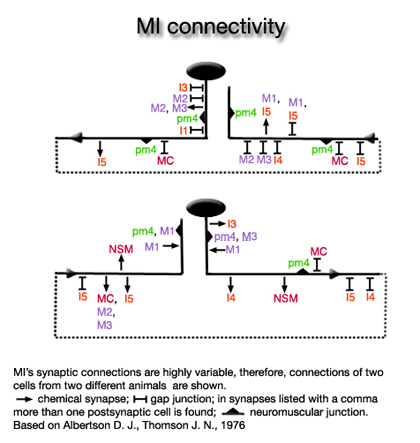 MI connectivity
I3
M2
M2, M3
pm4
I1
pm4
M1,
I5
M1,
I5
I5
pm4
MC
M2 M3 I4
pm4
MC
I5
pm4, M1
M1
NSM
I3
pm4, M3
M1
MC
pm4
I5
MC,
M2,
M3
I5
I4
NSM
I5
I4
MI's synaptic connections are highly variable, therefore, connections of two
cells from two different animals are shown.
chemical synapse; gap junction; in synapses listed with a comma
more than one postsynaptic cell is found; neuromuscular junction.
Based on Albertson D. J., Thomson J. N., 1976